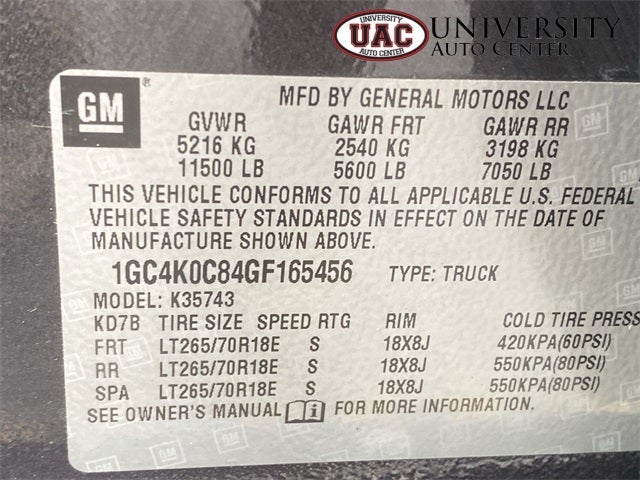 UNIVERSITY
UAC
AUTO CENTER
UNIVERSITY
AUTO CENTER
GM
MFD BY GENERAL MOTORS LLC
GVWR GAWR FRT GAWR RR
5216 KG 2540 KG 3198 KG
11500 LB 5600 LB 7050 LB
THIS VEHICLE CONFORMS TO ALL APPLICABLE U.S. FEDERAL
VEHICLE SAFETY STANDARDS IN EFFECT ON THE DATE OF
MANUFACTURE SHOWN ABOVE.
1GC4K0C84GF165456 TYPE: TRUCK
MODEL: K35743
KD7B TIRE SIZE SPEED RTG RIM COLD TIRE PRESS
FRT LT265/70R18E S 18X8J 420KPA(60PSI)
RR LT265/70R18E S 18X8J 550KPA(80PSI)
SPA LT265/70R18E S 18X8J 550KPA(80PSI)
SEE OWNER'S MANUAL i FOR MORE INFORMATION.